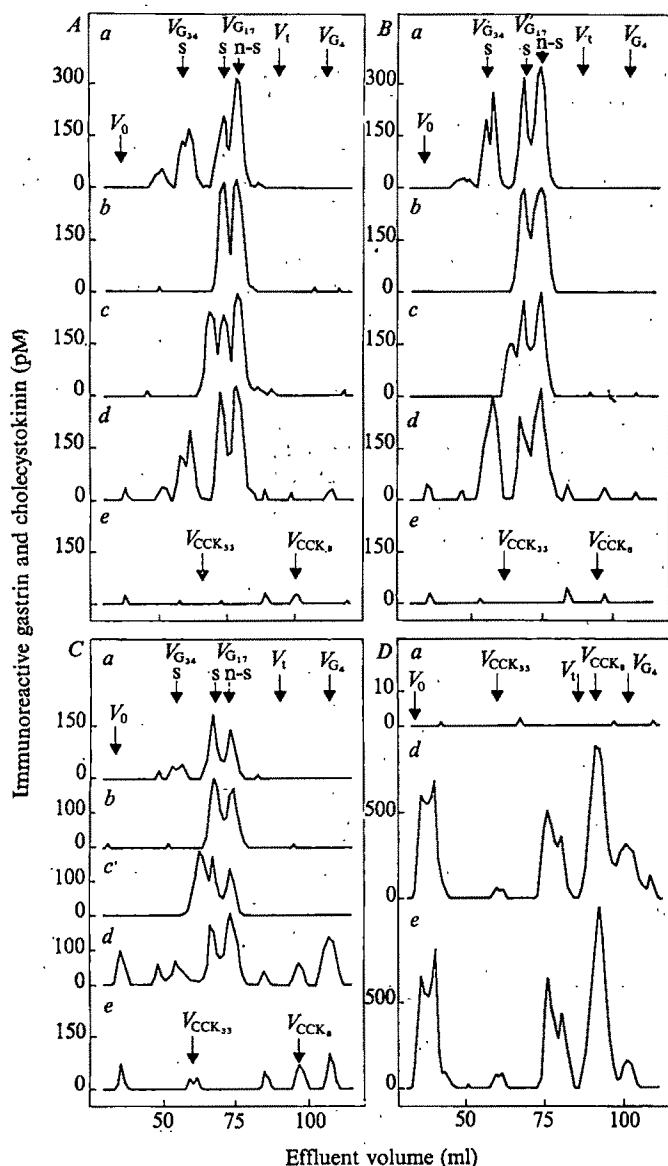 A
a
V_G34 V_G17 V_t V_G4
s s n-s
300
V_0
150
0
b
150
0
c
150
0
d
150
0
e
V_CCK33 V_CCK8
150
B
a
V_G34 V_G17 V_t V_G4
s s n-s
300
V_0
150
0
b
150
0
c
150
0
d
150
0
e
V_CCK33 V_CCK8
150
0
C
a
V_G34 V_G17 V_t V_G4
s s n-s
V_0
150
0
b
100
0
c
100
0
d
100
0
e
V_CCK33 V_CCK8
150
0
50 75 100
D
a
V_0 V_CCK33 V_t V_CCK8 V_G4
20
10
0
d
500
0
e
500
0
50 75 100
Immunoreactive gastrin and cholecystokinin (pM)
Effluent volume (ml)